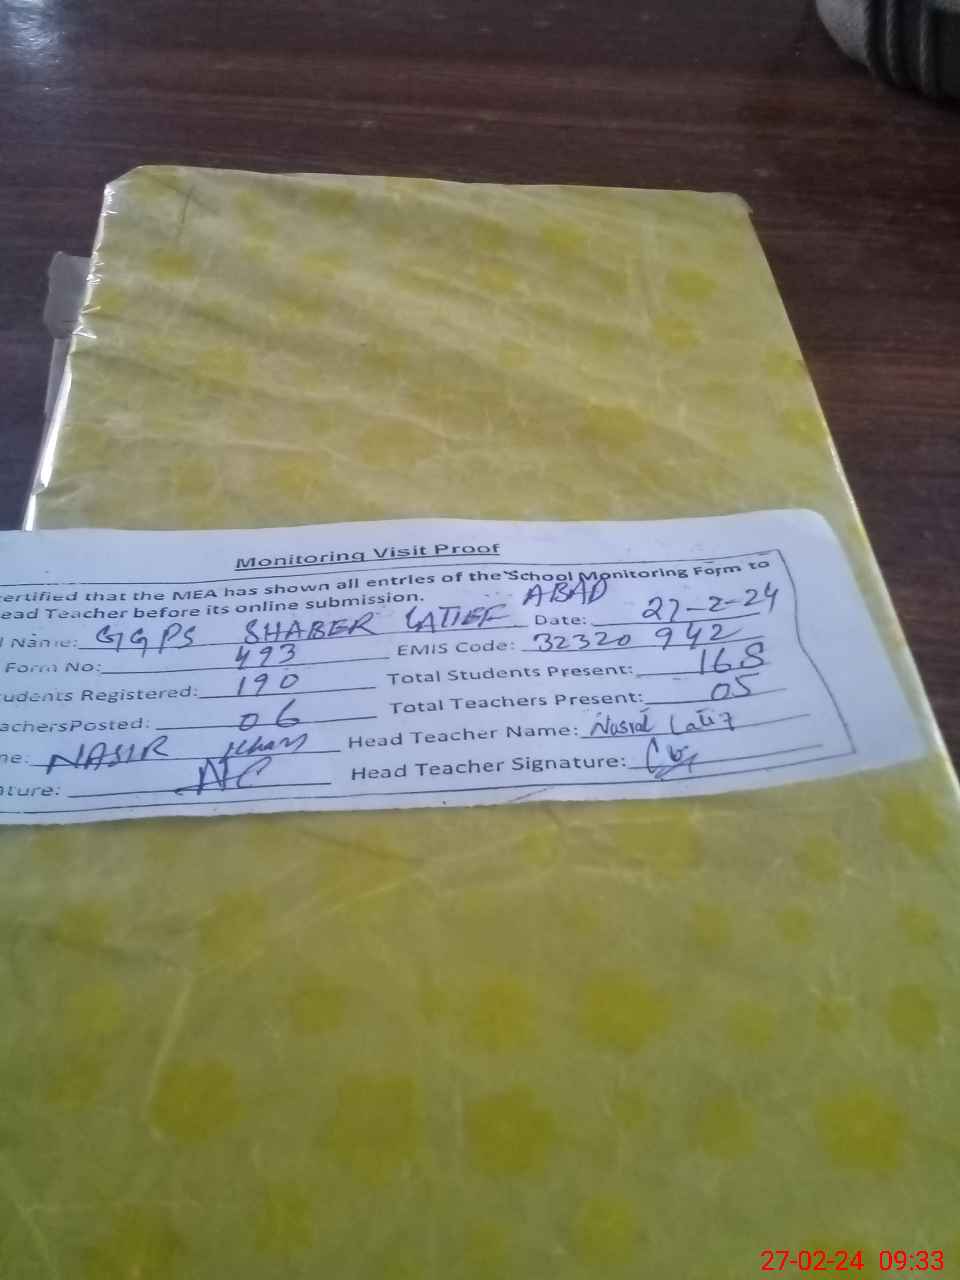 Monitoring Visit Proof
ertified that the MEA has shown all entries of the School Monitoring Form to
ead Teacher before its online submission.
l Name: GGPS SHABER LATIEF ABAD Date: 27-2-24
Form No: 493 EMIS Code: 32320942
udents Registered: 190 Total Students Present: 168
achersPosted: 06 Total Teachers Present: 05
me: NASIR Khan Head Teacher Name: Latif
ature: Head Teacher Signature:
27-02-24 09:33